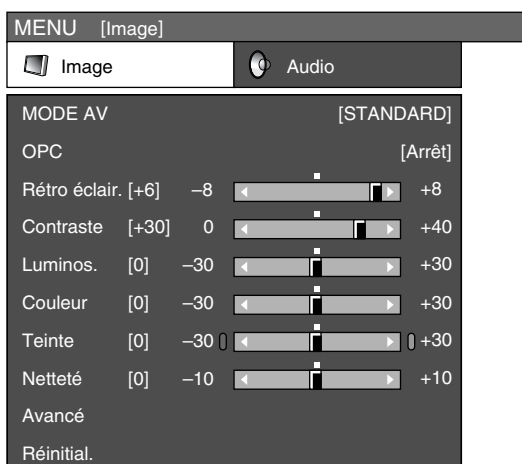 MENU [Image]
Image Audio
MODE AV [STANDARD]
OPC [Arrêt]
Rétro éclair. [+6] –8 +8
Contraste [+30] 0 +40
Luminos. [0] –30 +30
Couleur [0] –30 +30
Teinte [0] –30 +30
Netteté [0] –10 +10
Avancé
Réinitial.